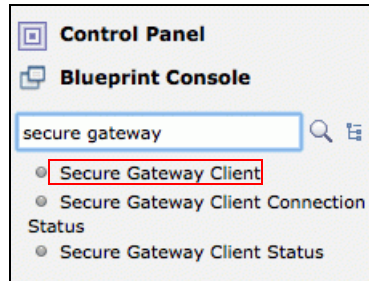 Control Panel
Blueprint Console
secure gateway
Secure Gateway Client
Secure Gateway Client Connection
Status
Secure Gateway Client Status